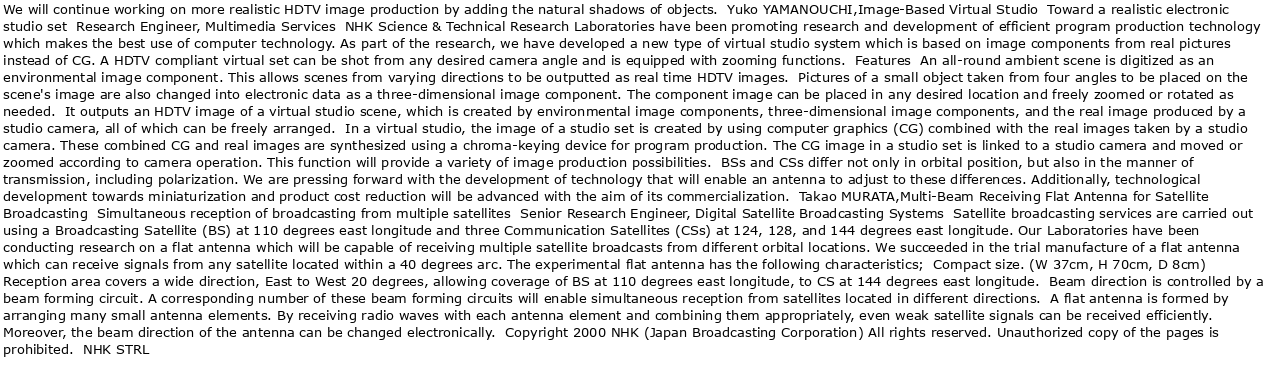 We will continue working on more realistic HDTV image production by adding the natural shadows of objects.  Yuko YAMANOUCHI,Image-Based Virtual Studio  Toward a realistic electronic
studio set  Research Engineer, Multimedia Services  NHK Science & Technical Research Laboratories have been promoting research and development of efficient program production technology
which makes the best use of computer technology. As part of the research, we have developed a new type of virtual studio system which is based on image components from real pictures
instead of CG. A HDTV compliant virtual set can be shot from any desired camera angle and is equipped with zooming functions.  Features  An all-round ambient scene is digitized as an
environmental image component. This allows scenes from varying directions to be outputted as real time HDTV images.  Pictures of a small object taken from four angles to be placed on the
scene's image are also changed into electronic data as a three-dimensional image component. The component image can be placed in any desired location and freely zoomed or rotated as
needed.  It outputs an HDTV image of a virtual studio scene, which is created by environmental image components, three-dimensional image components, and the real image produced by a
studio camera, all of which can be freely arranged.  In a virtual studio, the image of a studio set is created by using computer graphics (CG) combined with the real images taken by a studio
camera. These combined CG and real images are synthesized using a chroma-keying device for program production. The CG image in a studio set is linked to a studio camera and moved or
zoomed according to camera operation. This function will provide a variety of image production possibilities.  BSs and CSs differ not only in orbital position, but also in the manner of
transmission, including polarization. We are pressing forward with the development of technology that will enable an antenna to adjust to these differences. Additionally, technological
development towards miniaturization and product cost reduction will be advanced with the aim of its commercialization.  Takao MURATA,Multi-Beam Receiving Flat Antenna for Satellite
Broadcasting  Simultaneous reception of broadcasting from multiple satellites  Senior Research Engineer, Digital Satellite Broadcasting Systems  Satellite broadcasting services are carried out
using a Broadcasting Satellite (BS) at 110 degrees east longitude and three Communication Satellites (CSs) at 124, 128, and 144 degrees east longitude. Our Laboratories have been
conducting research on a flat antenna which will be capable of receiving multiple satellite broadcasts from different orbital locations. We succeeded in the trial manufacture of a flat antenna
which can receive signals from any satellite located within a 40 degrees arc. The experimental flat antenna has the following characteristics;  Compact size. (W 37cm, H 70cm, D 8cm)
Reception area covers a wide direction, East to West 20 degrees, allowing coverage of BS at 110 degrees east longitude, to CS at 144 degrees east longitude.  Beam direction is controlled by a
beam forming circuit. A corresponding number of these beam forming circuits will enable simultaneous reception from satellites located in different directions.  A flat antenna is formed by
arranging many small antenna elements. By receiving radio waves with each antenna element and combining them appropriately, even weak satellite signals can be received efficiently.
Moreover, the beam direction of the antenna can be changed electronically.  Copyright 2000 NHK (Japan Broadcasting Corporation) All rights reserved. Unauthorized copy of the pages is
prohibited.  NHK STRL